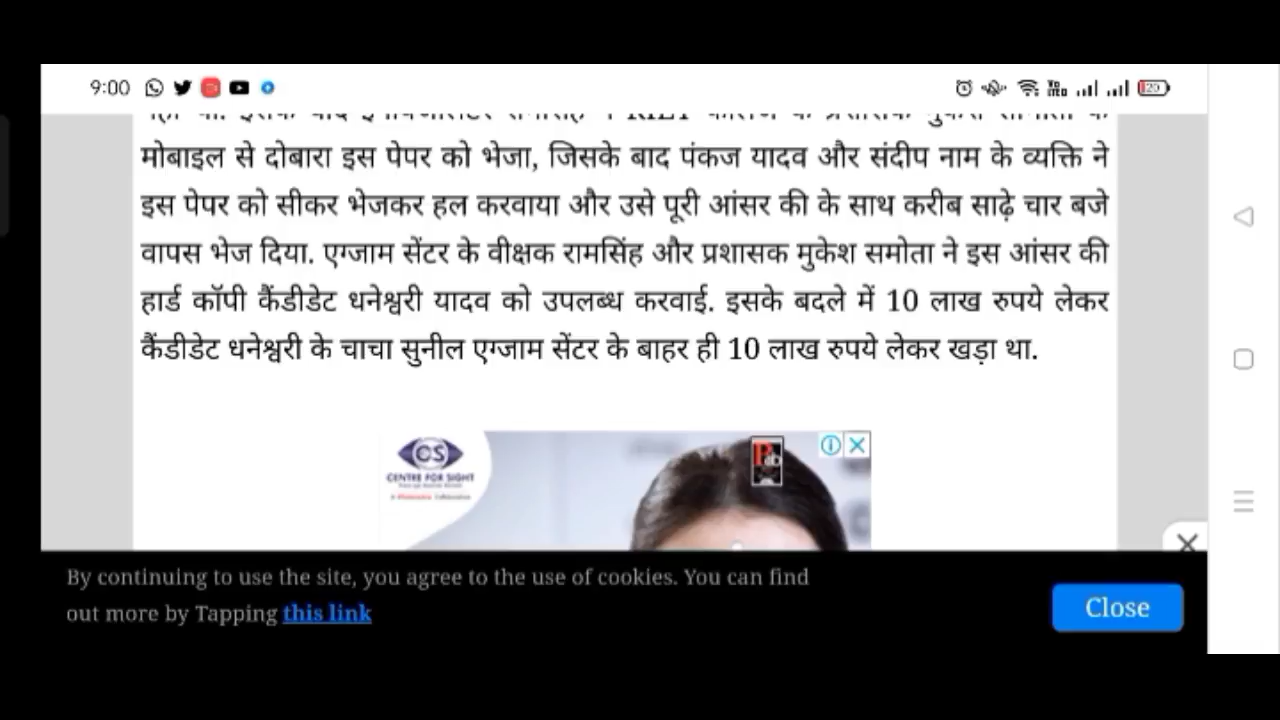 9:00
20
मोबाइल से दोबारा इस पेपर को भेजा, जिसके बाद पंकज यादव और संदीप नाम के व्यक्ति ने
इस पेपर को सीकर भेजकर हल करवाया और उसे पूरी आंसर की के साथ करीब साढ़े चार बजे
वापस भेज दिया. एग्जाम सेंटर के वीक्षक रामसिंह और प्रशासक मुकेश समोता ने इस आंसर की
हार्ड कॉपी कैंडीडेट धनेश्वरी यादव को उपलब्ध करवाई. इसके बदले में 10 लाख रुपये लेकर
कैंडीडेट धनेश्वरी के चाचा सुनील एग्जाम सेंटर के बाहर ही 10 लाख रुपये लेकर खड़ा था.
CS
CENTRE FOR SIGHT
By continuing to use the site, you agree to the use of cookies. You can find
out more by Tapping this link
Close